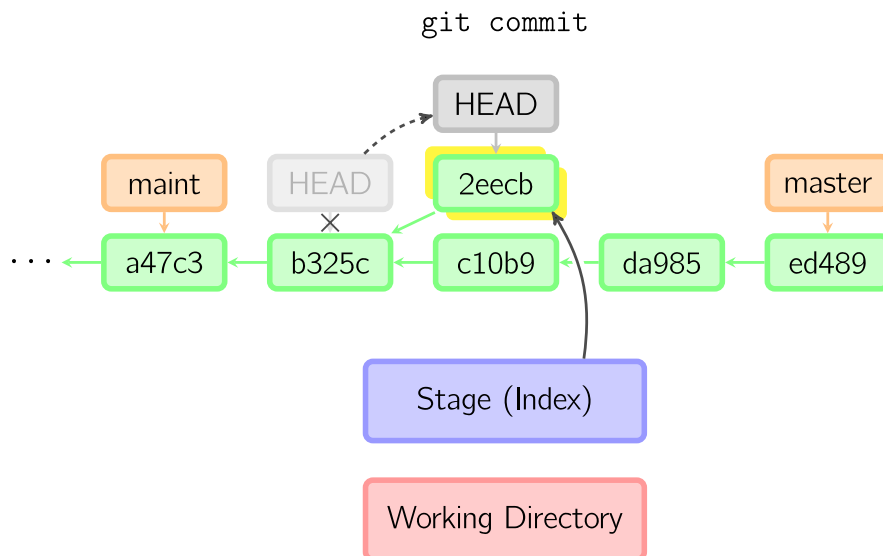 git commit
HEAD
maint
HEAD
2eecb
master
... a47c3 b325c c10b9 da985 ed489
Stage (Index)
Working Directory